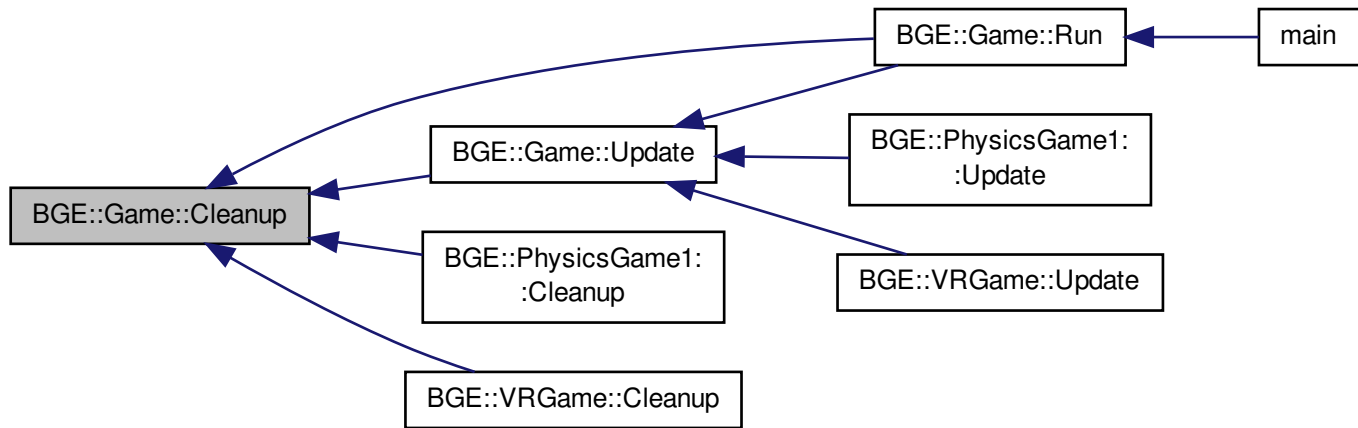 BGE::Game::Run
main
BGE::Game::Update
BGE::PhysicsGame1:
:Update
BGE::Game::Cleanup
BGE::PhysicsGame1:
:Cleanup
BGE::VRGame::Update
BGE::VRGame::Cleanup